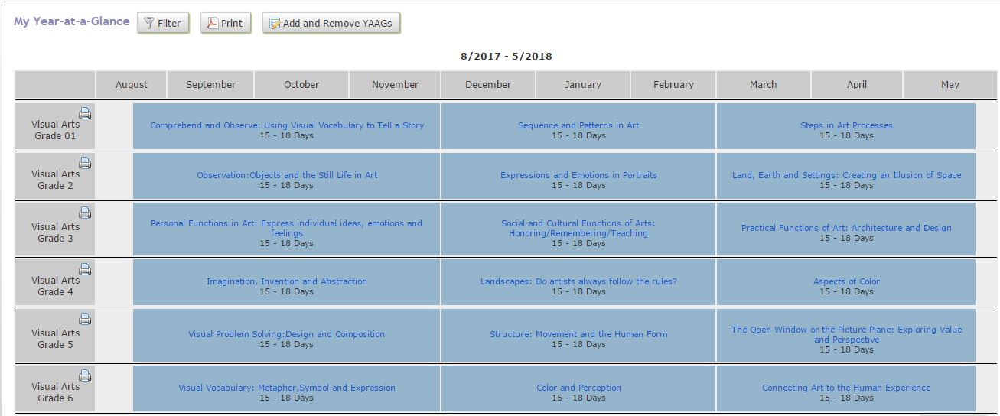 My Year-at-a-Glance Filter Print Add and Remove YAAGs
8/2017 - 5/2018
August September October November December January February March April May
Visual Arts
Grade 01
Comprehend and Observe: Using Visual Vocabulary to Tell a Story
15 - 18 Days
Sequence and Patterns in Art
15 - 18 Days
Steps in Art Processes
15 - 18 Days
Visual Arts
Grade 2
Observation:Objects and the Still Life in Art
15 - 18 Days
Expressions and Emotions in Portraits
15 - 18 Days
Land, Earth and Settings: Creating an Illusion of Space
15 - 18 Days
Visual Arts
Grade 3
Personal Functions in Art: Express individual ideas, emotions and
feelings
15 - 18 Days
Social and Cultural Functions of Arts:
Honoring/Remembering/Teaching
15 - 18 Days
Practical Functions of Art: Architecture and Design
15 - 18 Days
Visual Arts
Grade 4
Imagination, Invention and Abstraction
15 - 18 Days
Landscapes: Do artists always follow the rules?
15 - 18 Days
Aspects of Color
15 - 18 Days
Visual Arts
Grade 5
Visual Problem Solving:Design and Composition
15 - 18 Days
Structure: Movement and the Human Form
15 - 18 Days
The Open Window or the Picture Plane: Exploring Value
and Perspective
15 - 18 Days
Visual Arts
Grade 6
Visual Vocabulary: Metaphor,Symbol and Expression
15 - 18 Days
Color and Perception
15 - 18 Days
Connecting Art to the Human Experience
15 - 18 Days